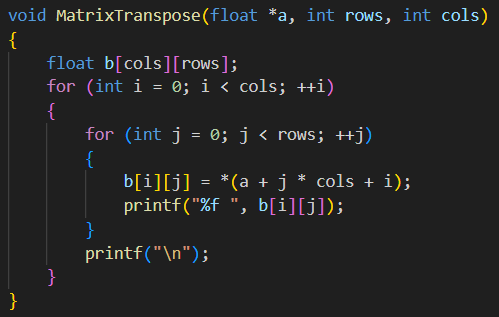 void MatrixTranspose(float *a, int rows, int cols)
{
    float b[cols][rows];
    for (int i = 0; i < cols; ++i)
    {
        for (int j = 0; j < rows; ++j)
        {
            b[i][j] = *(a + j * cols + i);
            printf("%f ", b[i][j]);
        }
        printf("\n");
    }
}